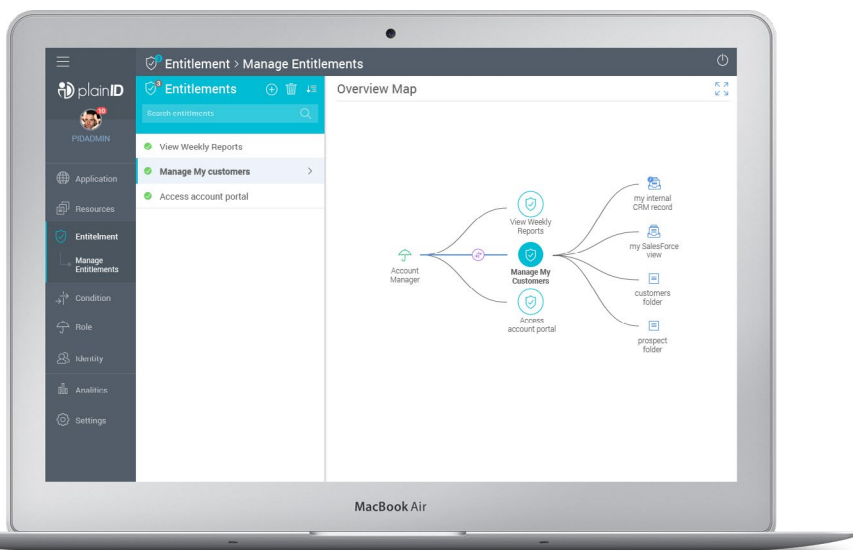 Entitlement > Manage Entitlements
plainID
10
PIDADMIN
Application
Resources
Entitelment
Manage
Entitlements
Condition
Role
Identity
Analitics
Settings
3
Entitlements
Search entitlments
View Weekly Reports
Manage My customers
Access account portal
Overview Map
Account
Manager
View Weekly
Reports
Manage My
Customers
Access
account portal
my internal
CRM record
my SalesForce
view
customers
folder
prospect
folder
MacBook Air